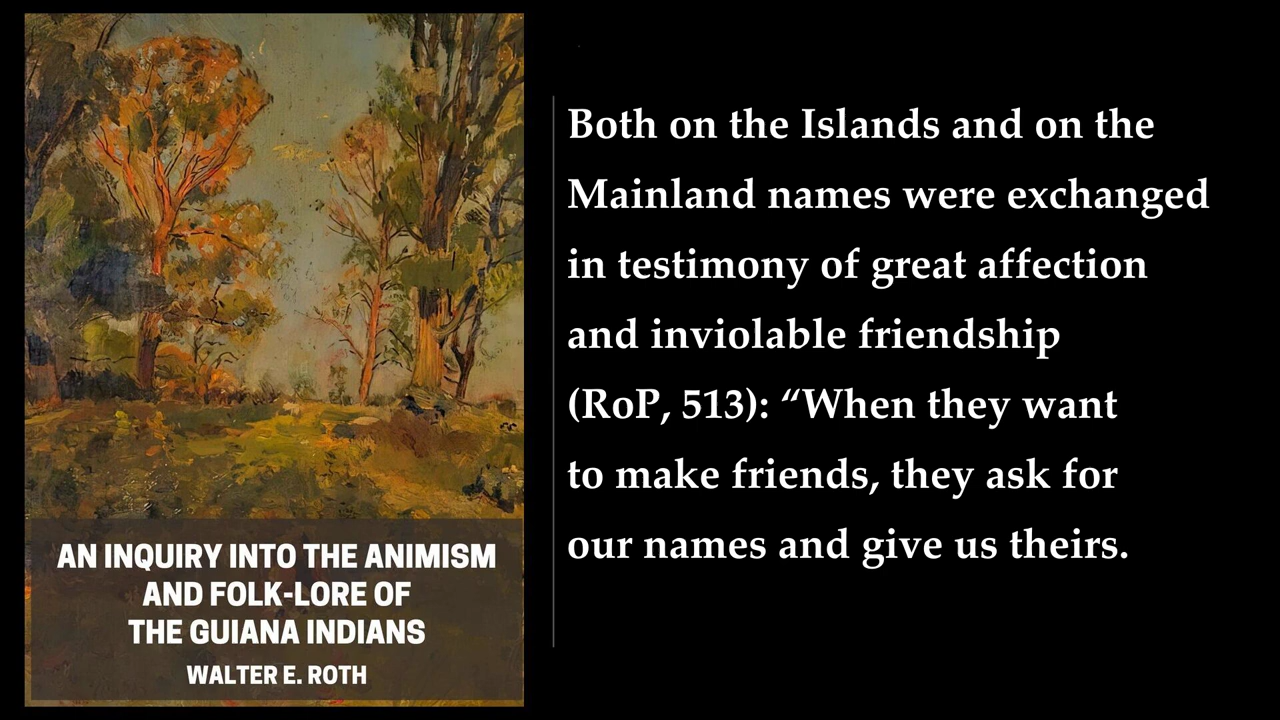 AN INQUIRY INTO THE ANIMISM
AND FOLK-LORE OF
THE GUIANA INDIANS
WALTER E. ROTH
Both on the Islands and on the
Mainland names were exchanged
in testimony of great affection
and inviolable friendship
(RoP, 513): “When they want
to make friends, they ask for
our names and give us theirs.